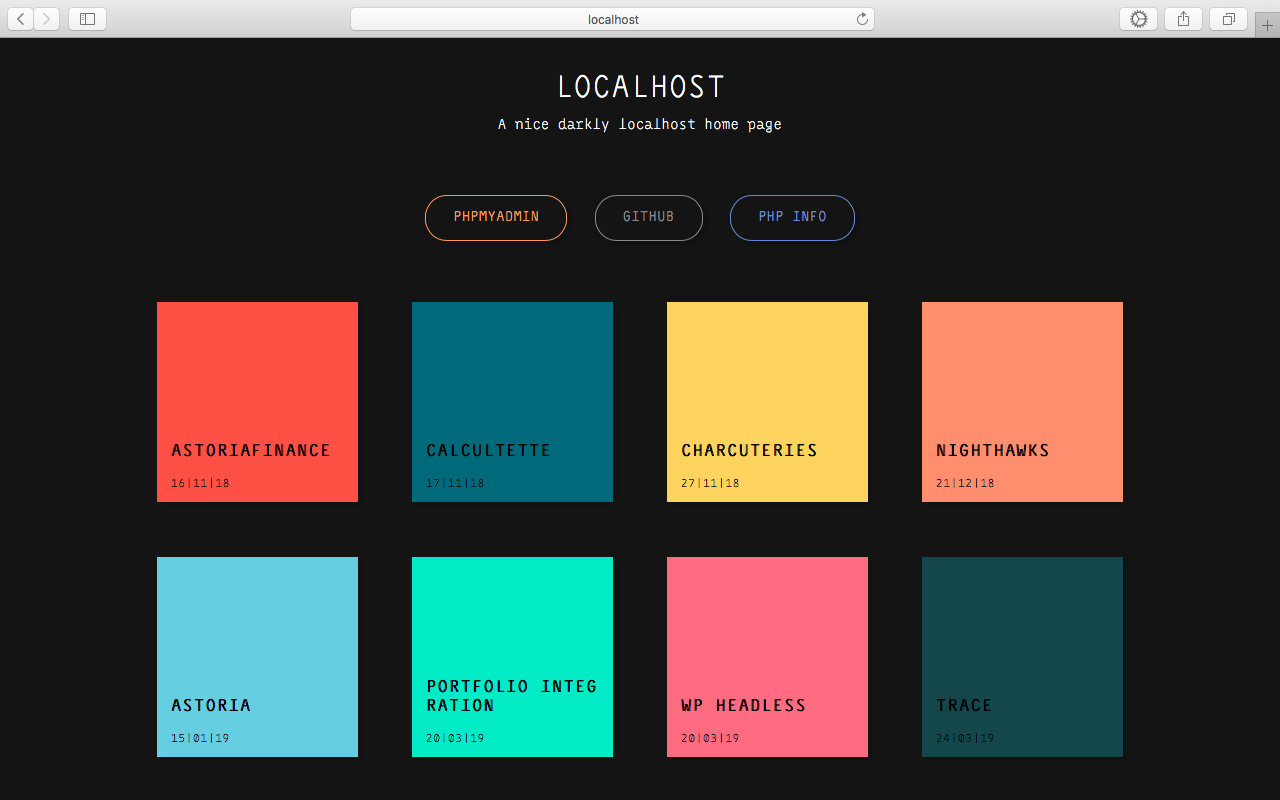 localhost
LOCALHOST
A nice darkly localhost home page
PHPMYADMIN
GITHUB
PHP INFO
ASTORIAFINANCE
16|11|18
CALCULTETTE
17|11|18
CHARCUTERIES
27|11|18
NIGHTHAWKS
21|12|18
ASTORIA
15|01|19
PORTFOLIO INTEG
RATION
20|03|19
WP HEADLESS
20|03|19
TRACE
24|03|19